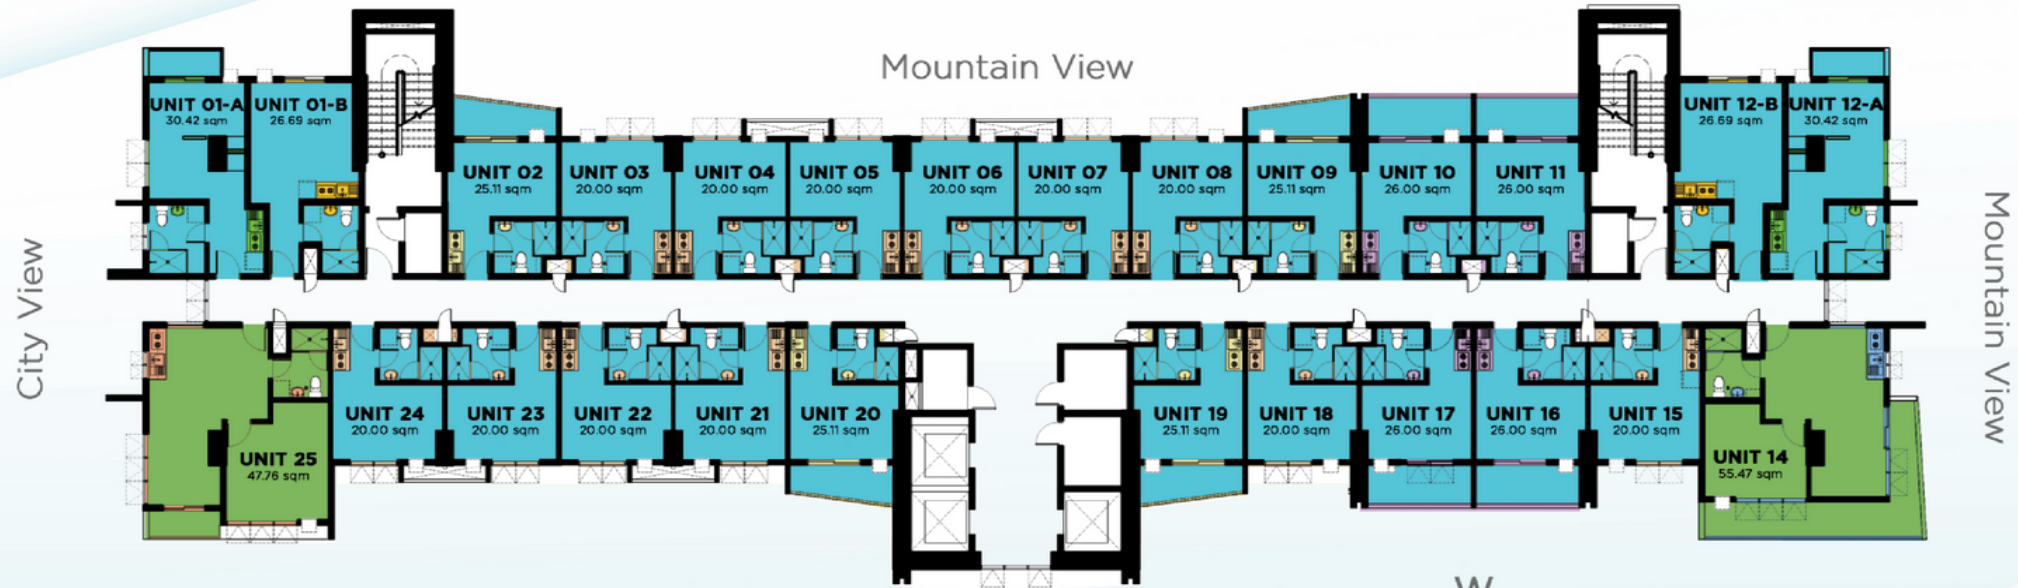 Mountain View
UNIT 01-A
30.42 sqm
UNIT 01-B
26.69 sqm
UNIT 02
25.11 sqm
UNIT 03
20.00 sqm
UNIT 04
20.00 sqm
UNIT 05
20.00 sqm
UNIT 06
20.00 sqm
UNIT 07
20.00 sqm
UNIT 08
20.00 sqm
UNIT 09
25.11 sqm
UNIT 10
26.00 sqm
UNIT 11
26.00 sqm
UNIT 12-B
26.69 sqm
UNIT 12-A
30.42 sqm
City View
Mountain View
UNIT 25
47.76 sqm
UNIT 24
20.00 sqm
UNIT 23
20.00 sqm
UNIT 22
20.00 sqm
UNIT 21
20.00 sqm
UNIT 20
25.11 sqm
UNIT 19
25.11 sqm
UNIT 18
20.00 sqm
UNIT 17
26.00 sqm
UNIT 16
26.00 sqm
UNIT 15
20.00 sqm
UNIT 14
55.47 sqm